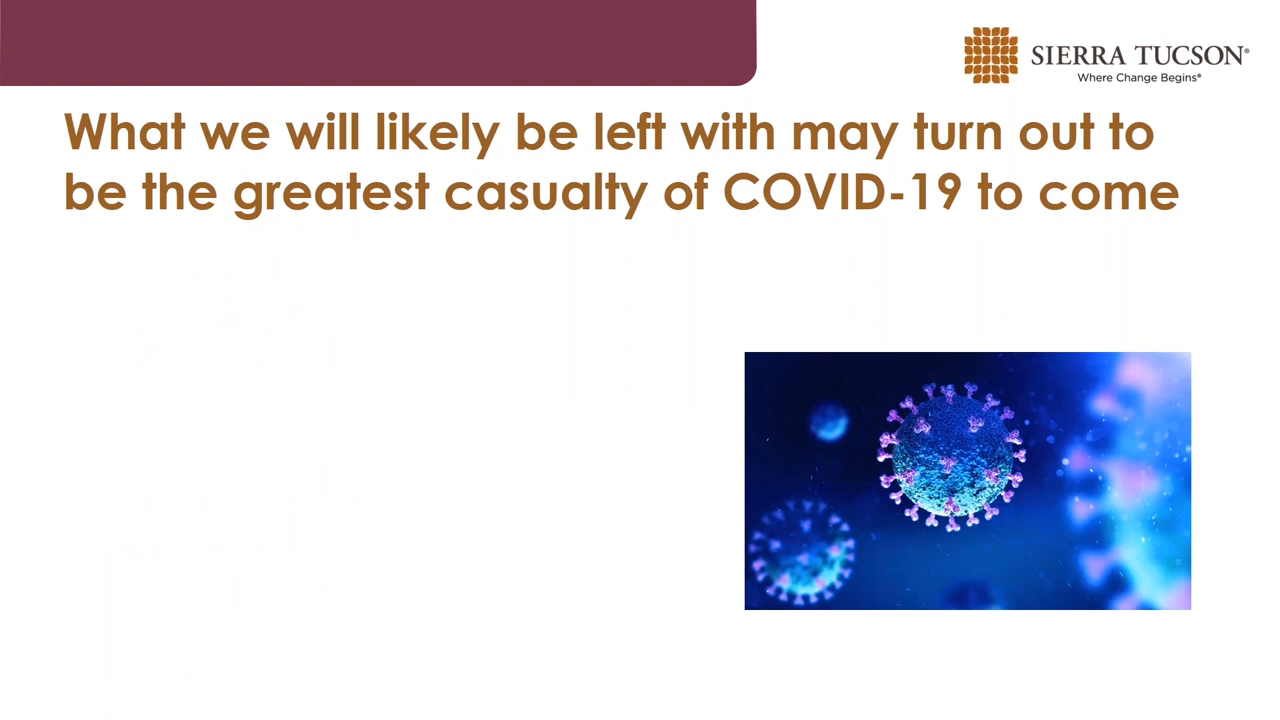 SIERRA TUCSON®
Where Change Begins®
What we will likely be left with may turn out to
be the greatest casualty of COVID-19 to come